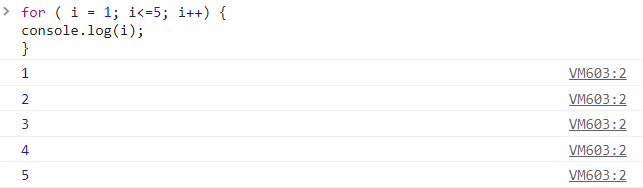 for ( i = 1; i<=5; i++) {
console.log(i);
}
1 VM603:2
2 VM603:2
3 VM603:2
4 VM603:2
5 VM603:2